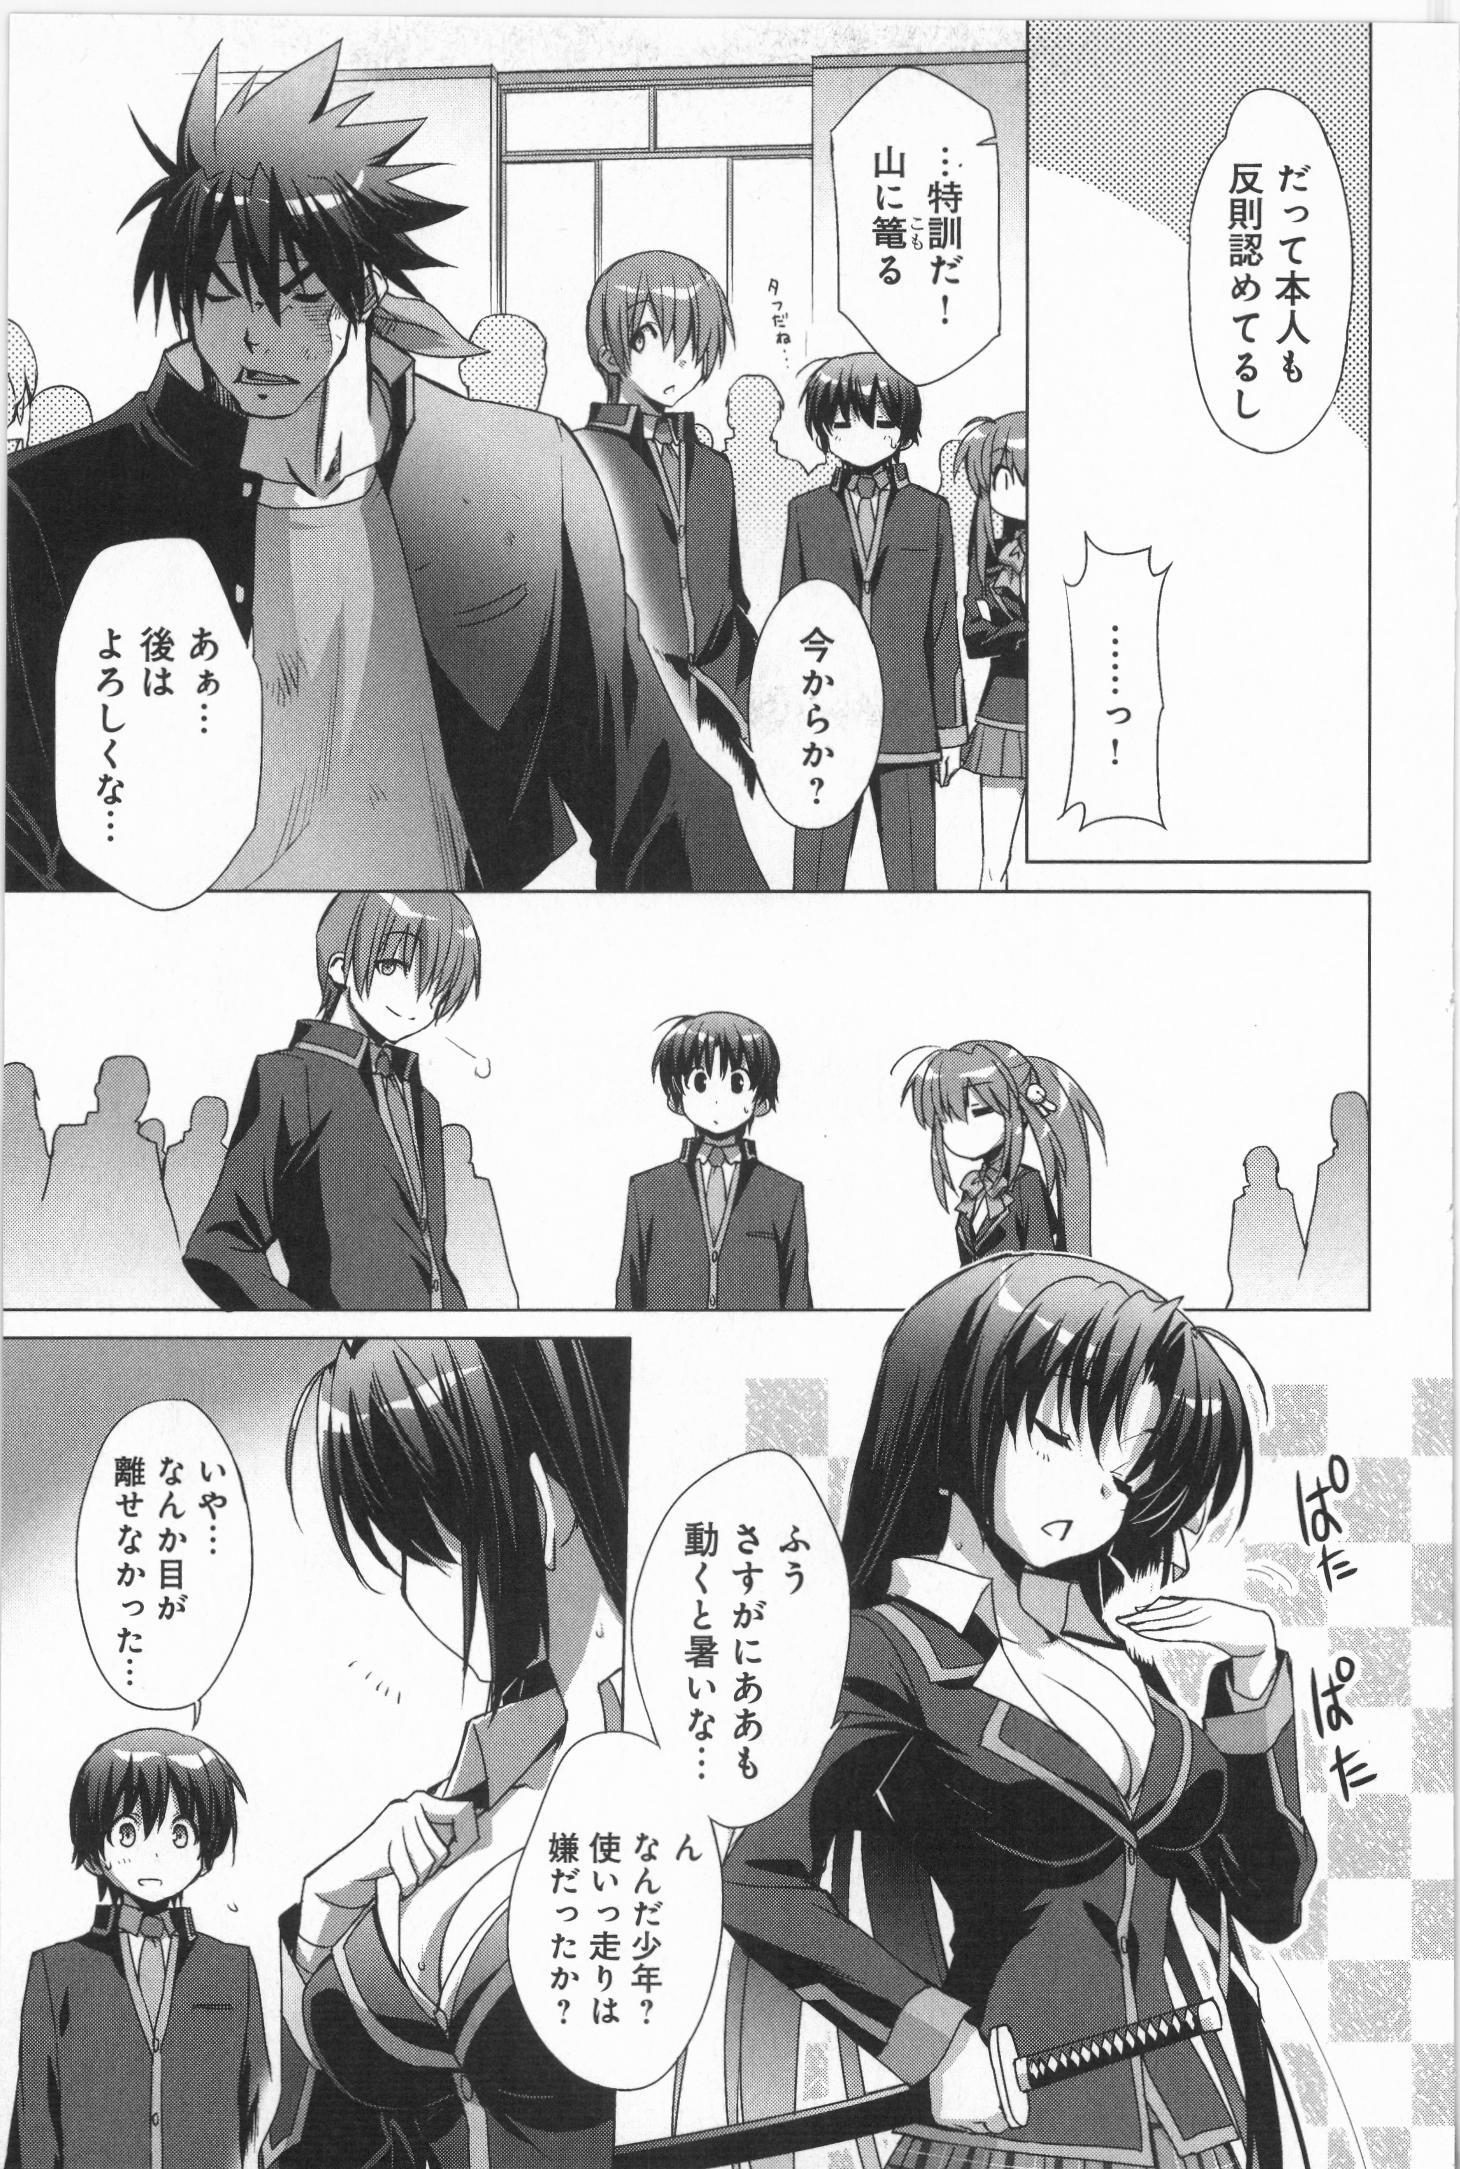 だって本人も
反則認めてるし
……っ！
…特訓だ！
山に篭る
こも
タフだね…
今からか？
あぁ…
後は
よろしくな…
ぱた
ぱた
ふう
さすがにああも
動くと暑いな…
ん
なんだ少年？
使いっ走りは
嫌だったか？
いや…
なんか目が
離せなかった…